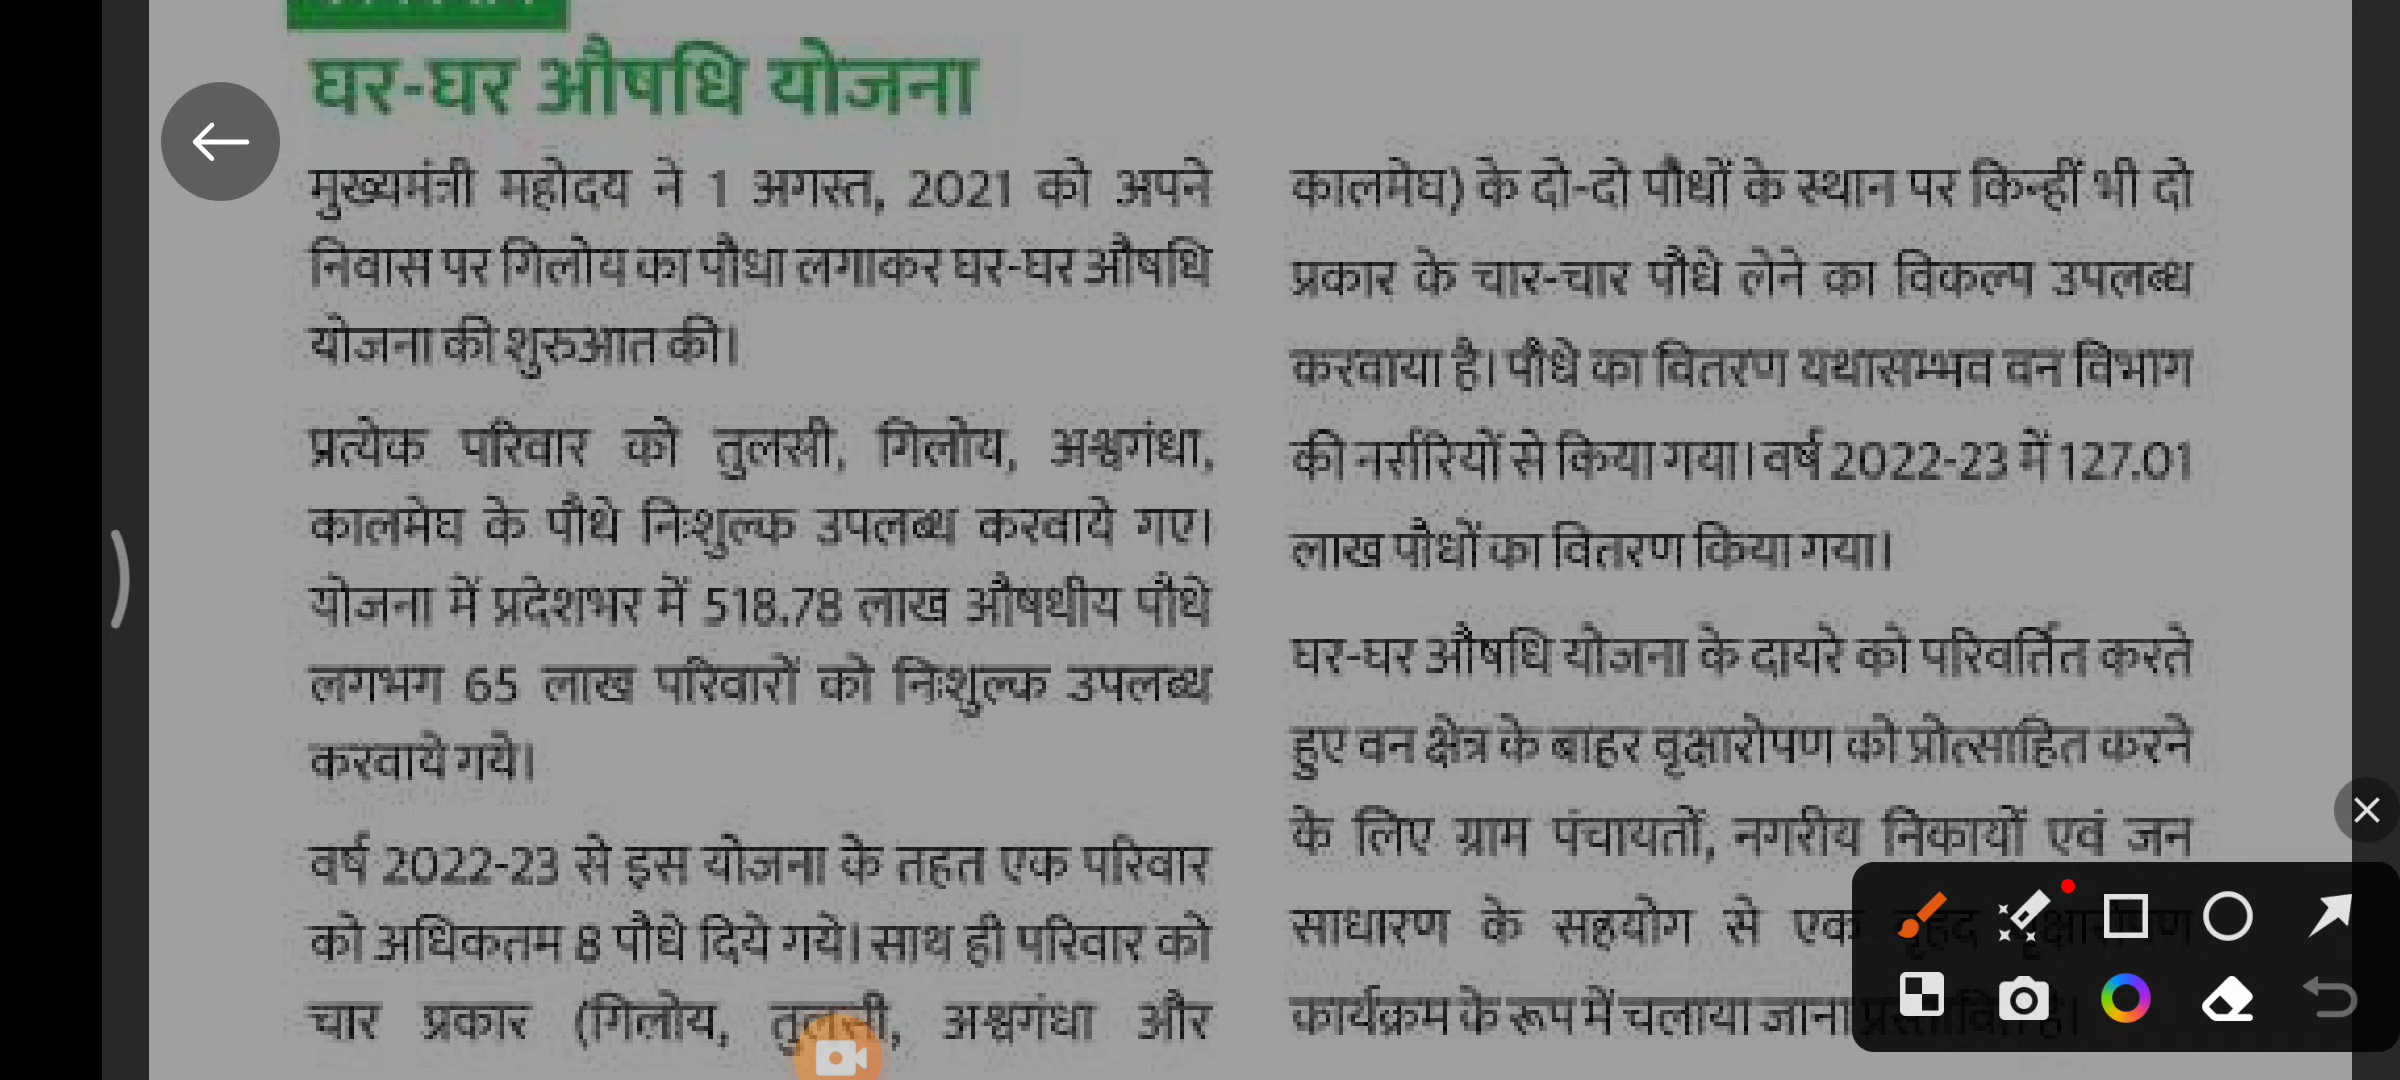 घर-घर औषधि योजना
मुख्यमंत्री महोदय ने 1 अगस्त, 2021 को अपने
निवास पर गिलोय का पौधा लगाकर घर-घर औषधि
योजना की शुरुआत की।
प्रत्येक परिवार को तुलसी, गिलोय, अश्वगंधा,
कालमेघ के पौधे निःशुल्क उपलब्ध करवाये गए।
योजना में प्रदेशभर में 518.78 लाख औषधीय पौधे
लगभग 65 लाख परिवारों को निःशुल्क उपलब्ध
करवाये गये।
वर्ष 2022-23 से इस योजना के तहत एक परिवार
को अधिकतम 8 पौधे दिये गये। साथ ही परिवार को
चार प्रकार (गिलोय, तुलसी, अश्वगंधा और
कालमेघ) के दो-दो पौधों के स्थान पर किन्हीं भी दो
प्रकार के चार-चार पौधे लेने का विकल्प उपलब्ध
करवाया है। पौधे का वितरण यथासम्भव वन विभाग
की नर्सरियों से किया गया। वर्ष 2022-23 में 127.01
लाख पौधों का वितरण किया गया।
घर-घर औषधि योजना के दायरे को परिवर्तित करते
हुए वन क्षेत्र के बाहर वृक्षारोपण को प्रोत्साहित करने
के लिए ग्राम पंचायतों, नगरीय निकायों एवं जन
साधारण के सहयोग से एक वृहद वृक्षारोपण
कार्यक्रम के रूप में चलाया जाना प्रस्तावित है।